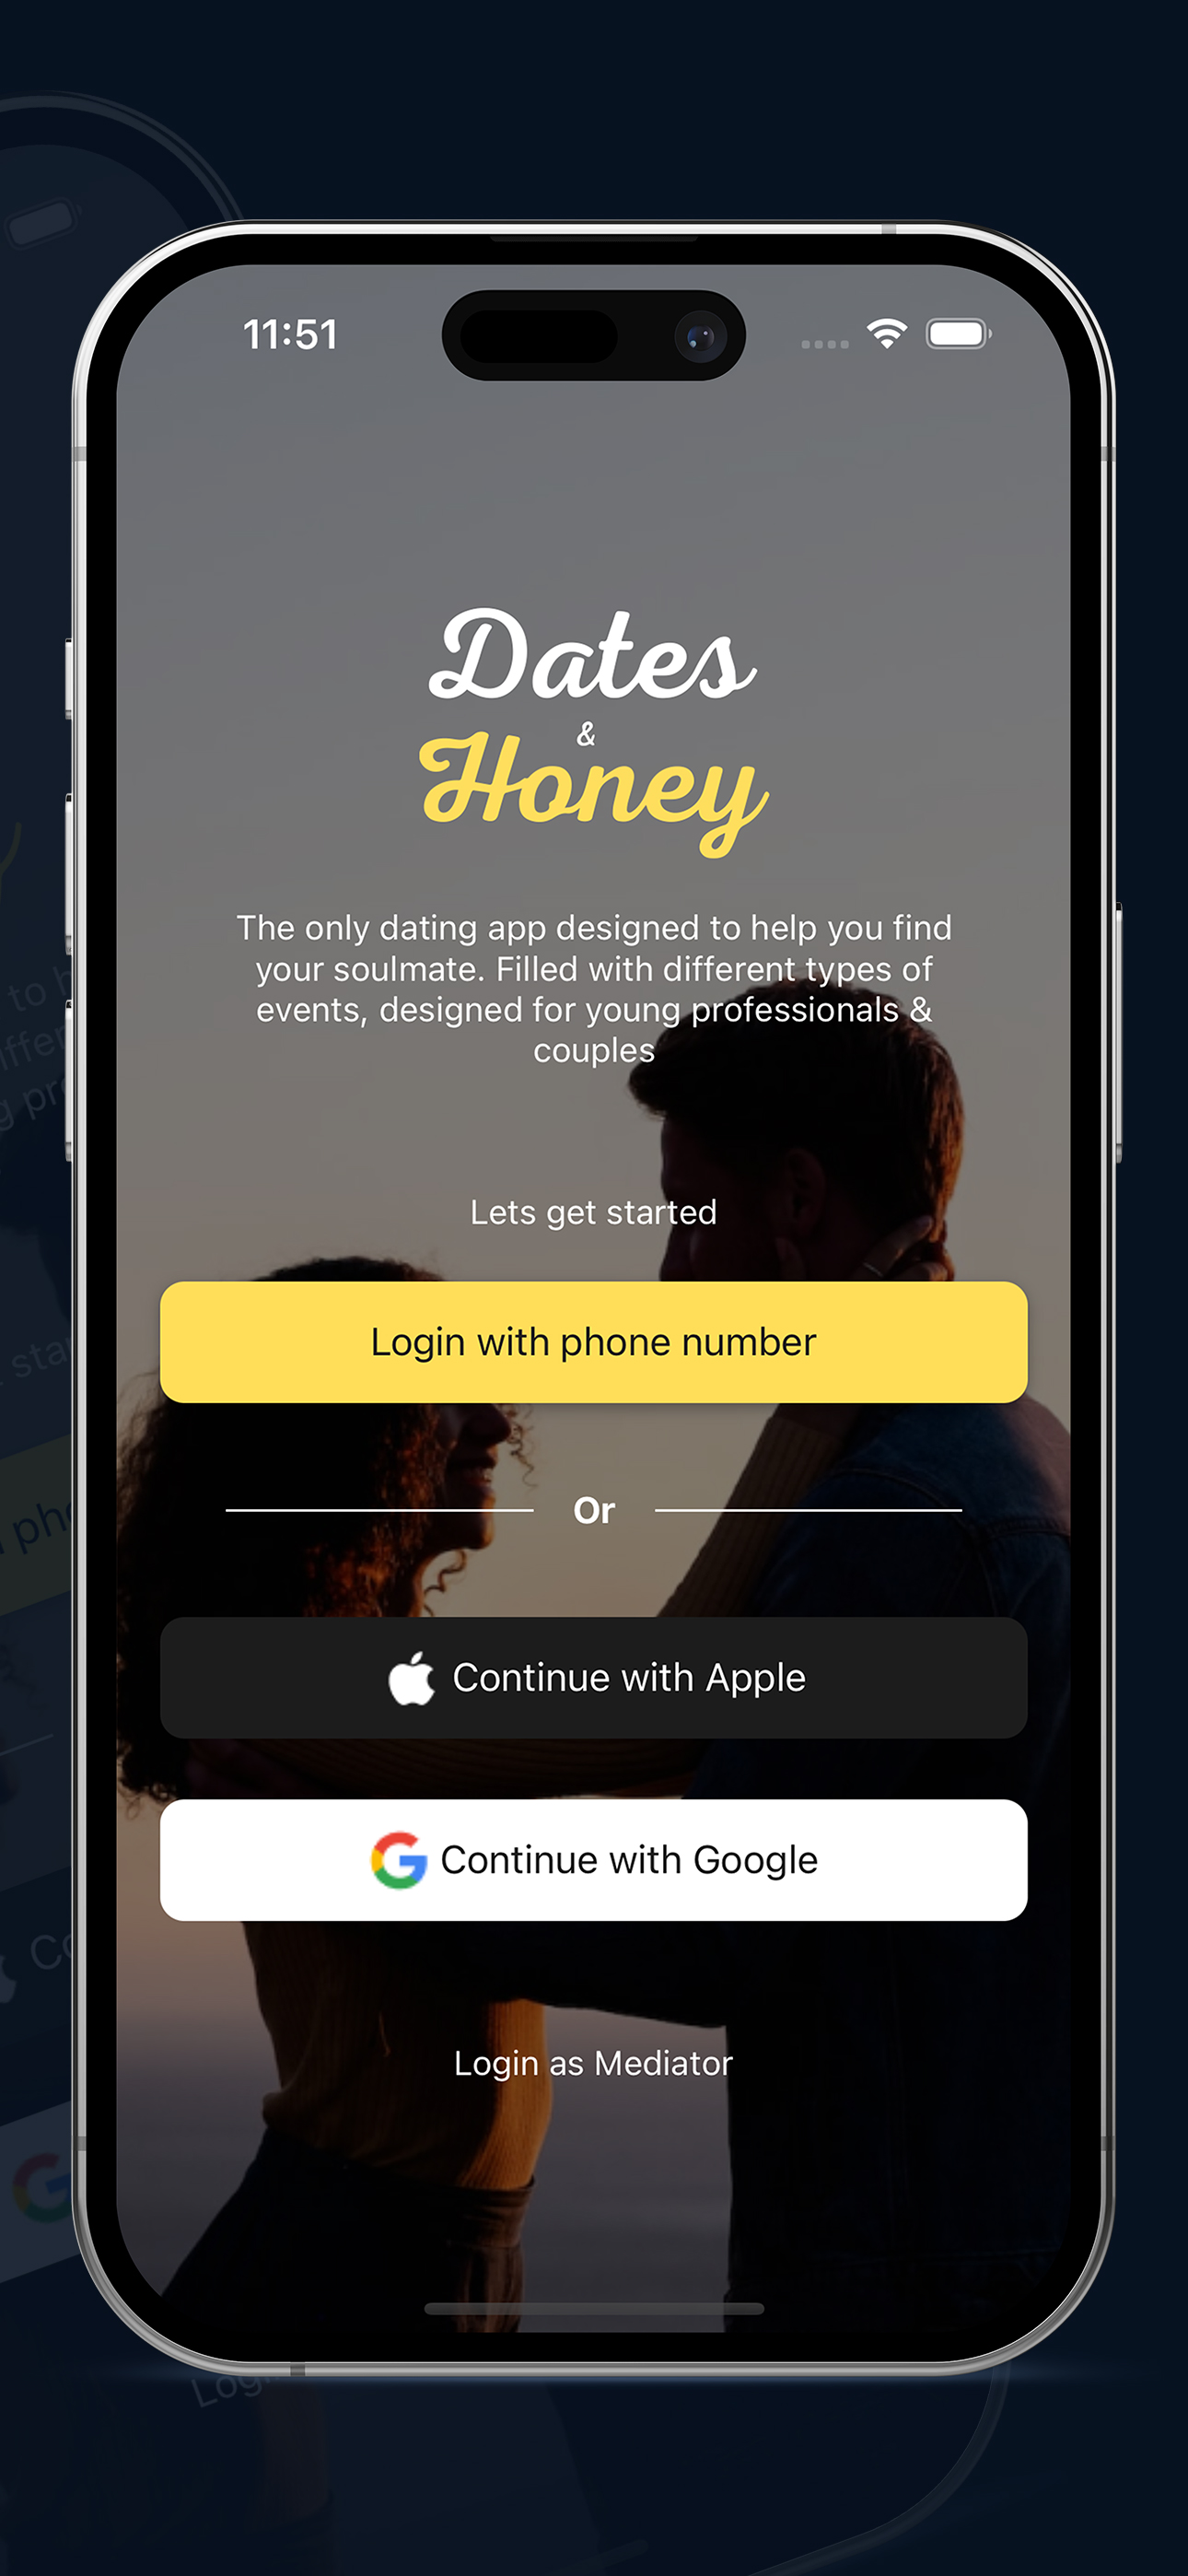 11:51
Dates
&
Honey
The only dating app designed to help you find
your soulmate. Filled with different types of
events, designed for young professionals &
couples
Lets get started
Login with phone number
Or
Continue with Apple
Continue with Google
Login as Mediator